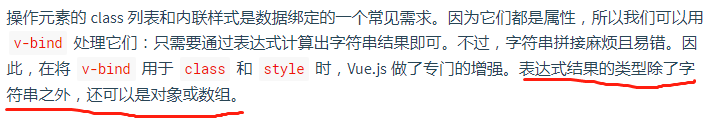 操作元素的 class 列表和内联样式是数据绑定的一个常见需求。因为它们都是属性，所以我们可以用
v-bind 处理它们：只需要通过表达式计算出字符串结果即可。不过，字符串拼接麻烦且易错。因
此，在将 v-bind 用于 class 和 style 时，Vue.js 做了专门的增强。表达式结果的类型除了字
符串之外，还可以是对象或数组。